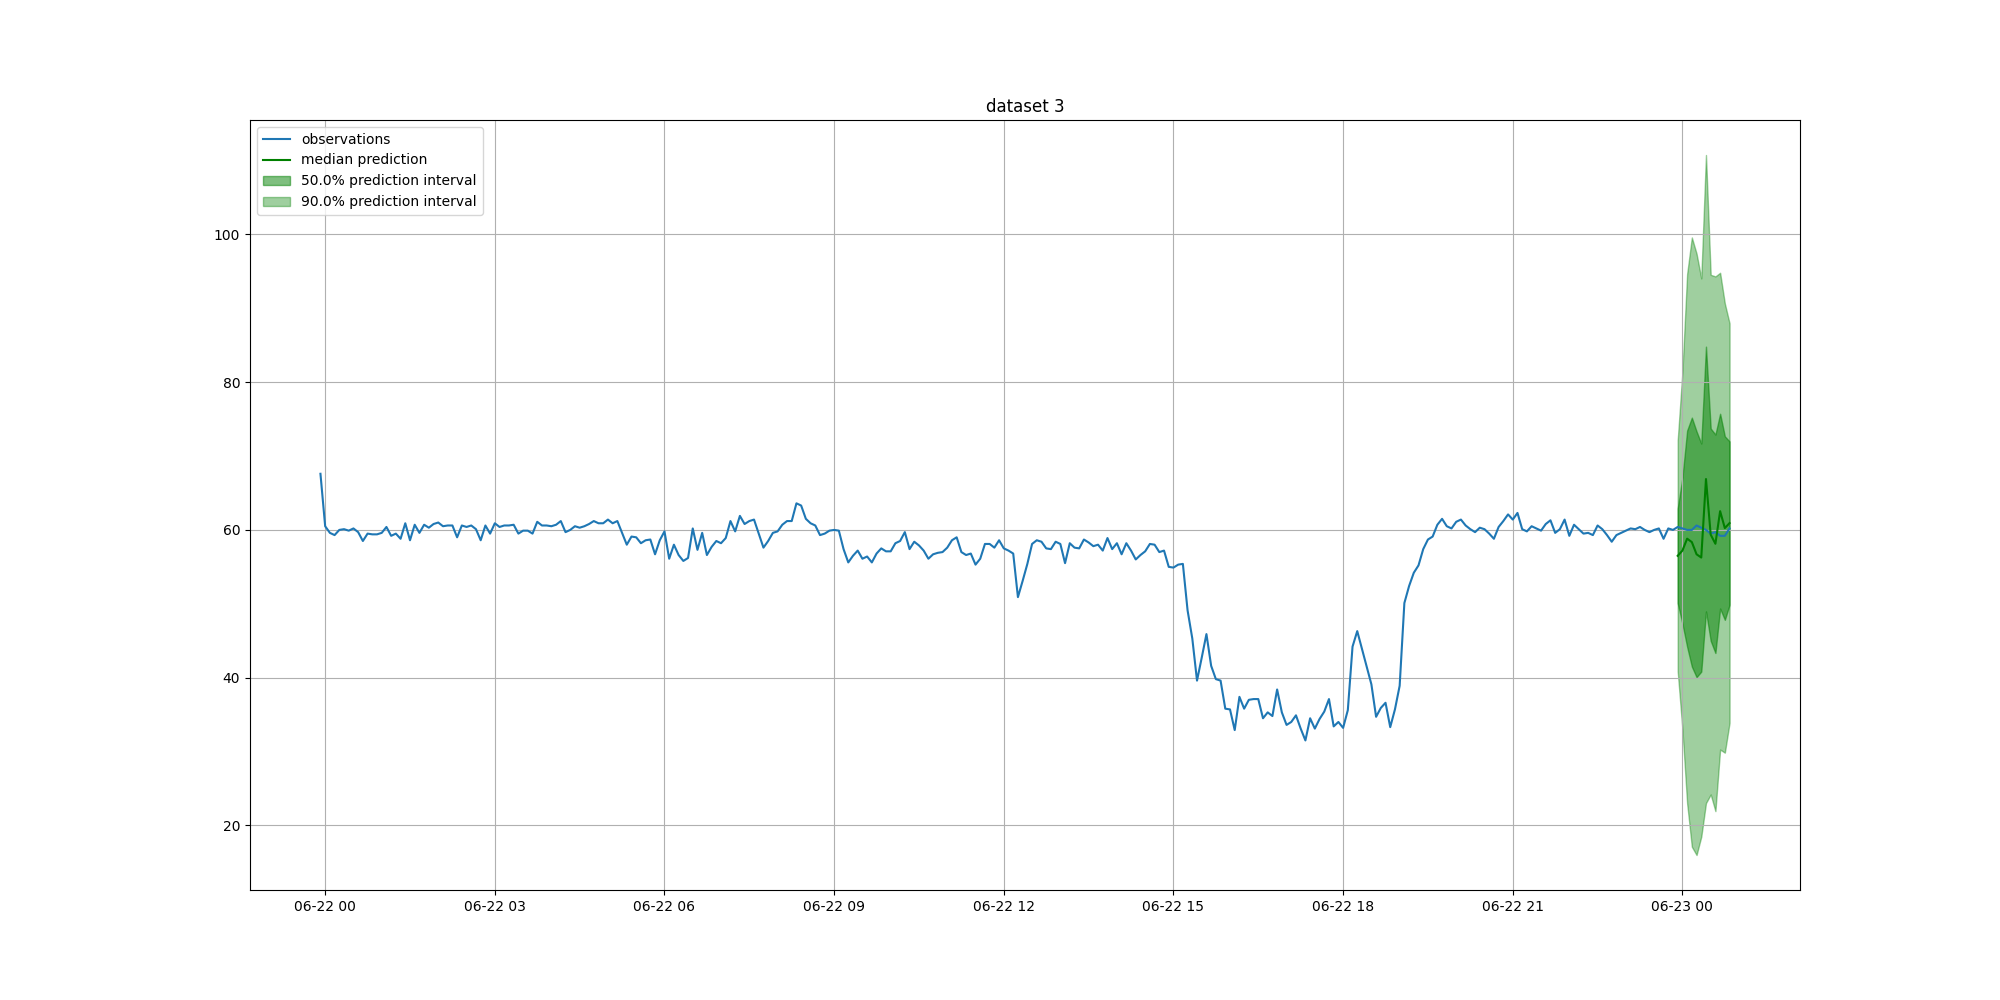 dataset 3
observations
median prediction
50.0% prediction interval
90.0% prediction interval
100
80
60
40
20
06-22 00
06-22 03
06-22 06
06-22 09
06-22 12
06-22 15
06-22 18
06-22 21
06-23 00